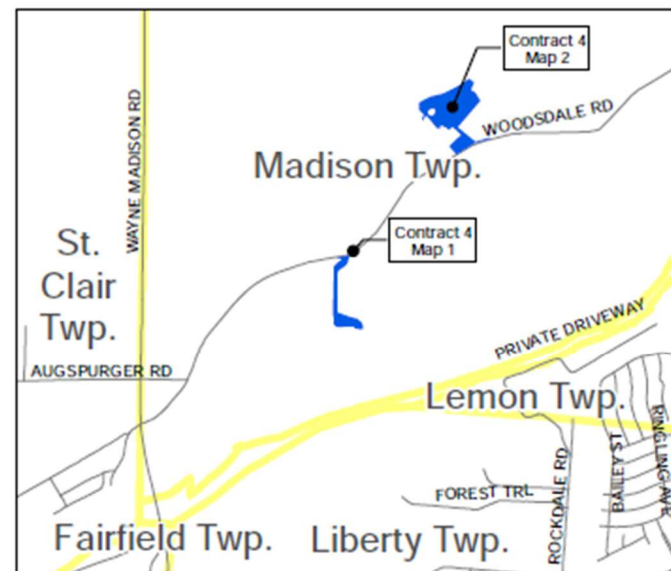 Contract 4
Map 2
WAYNE MADISON RD
WOODSDALE RD
Madison Twp.
St.
Clair
Twp.
Contract 4
Map 1
PRIVATE DRIVEWAY
AUGSPURGER RD
Lemon Twp.
ROCKDALE RD
BAILEY ST
RINGLING AVE
FOREST TRL
Fairfield Twp.
Liberty Twp.